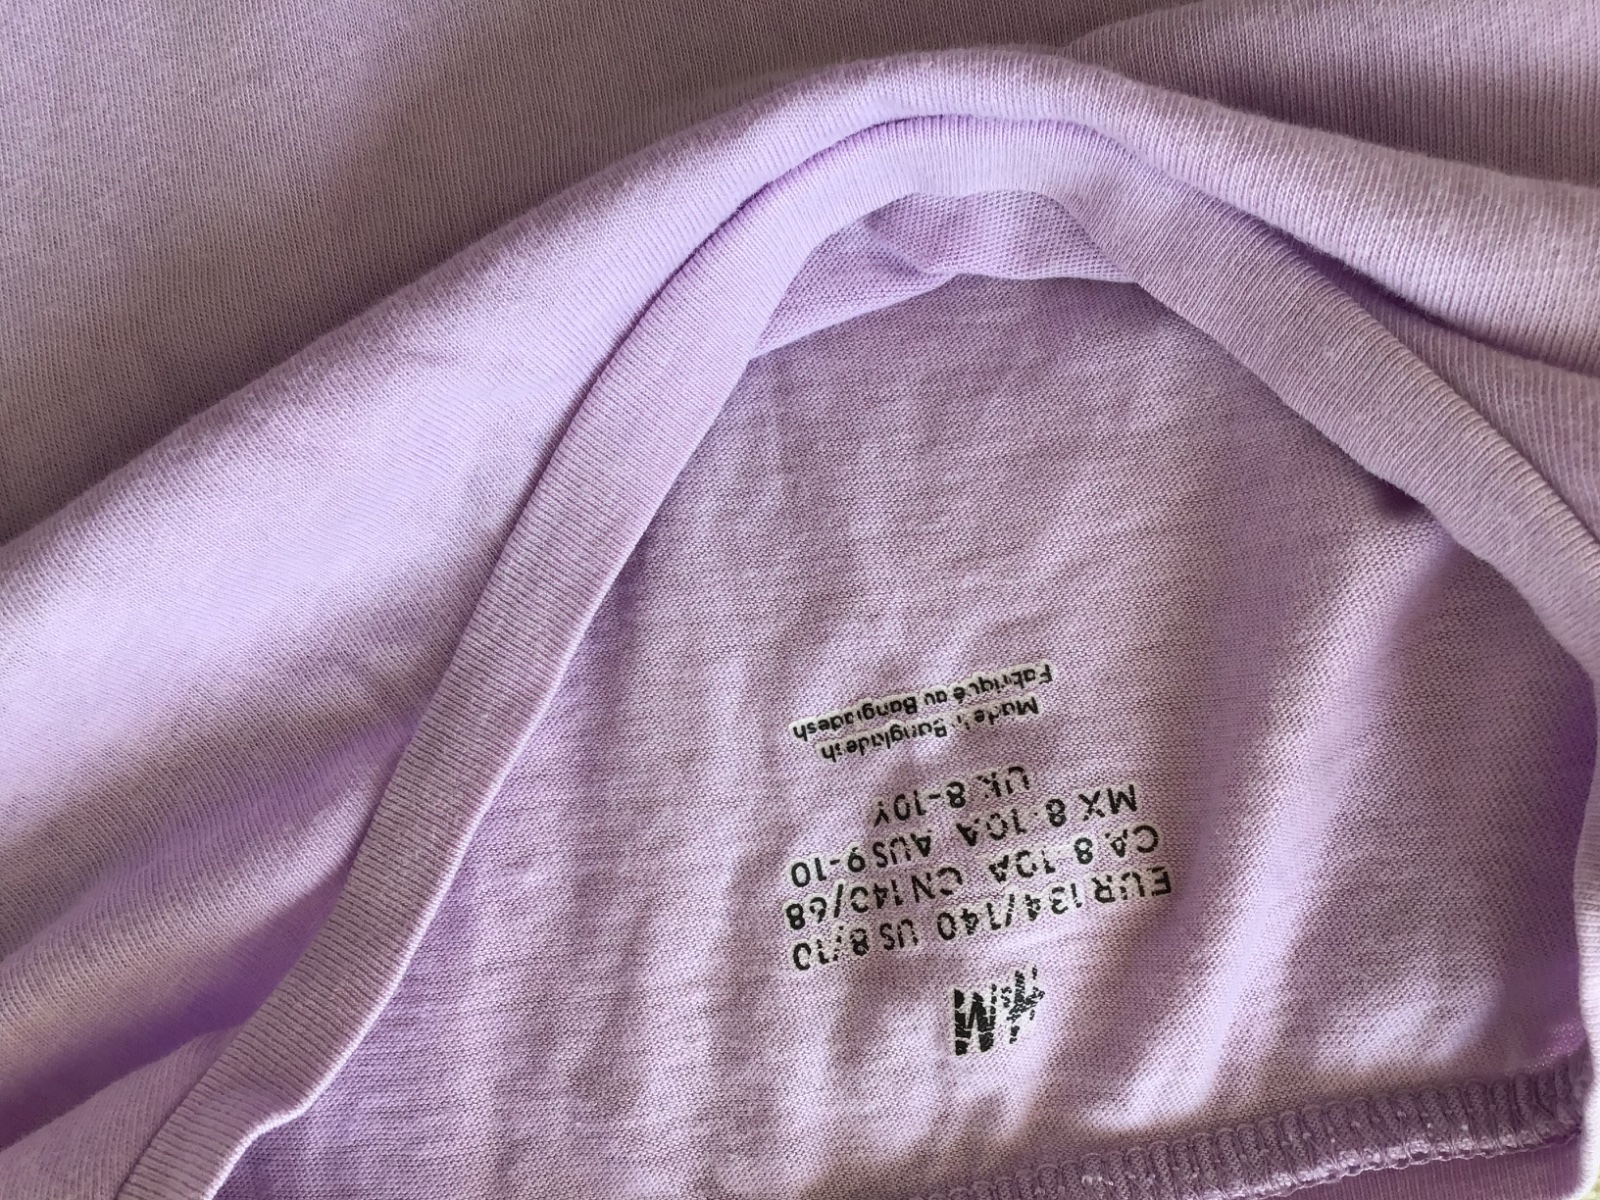 H&M
EUR 134/140 US 8/10
CA 8-10A CN 140/68
MX 8-10A AUS 9-10
UK 8-10Y
Made in Bangladesh
Fabriqué au Bangladesh